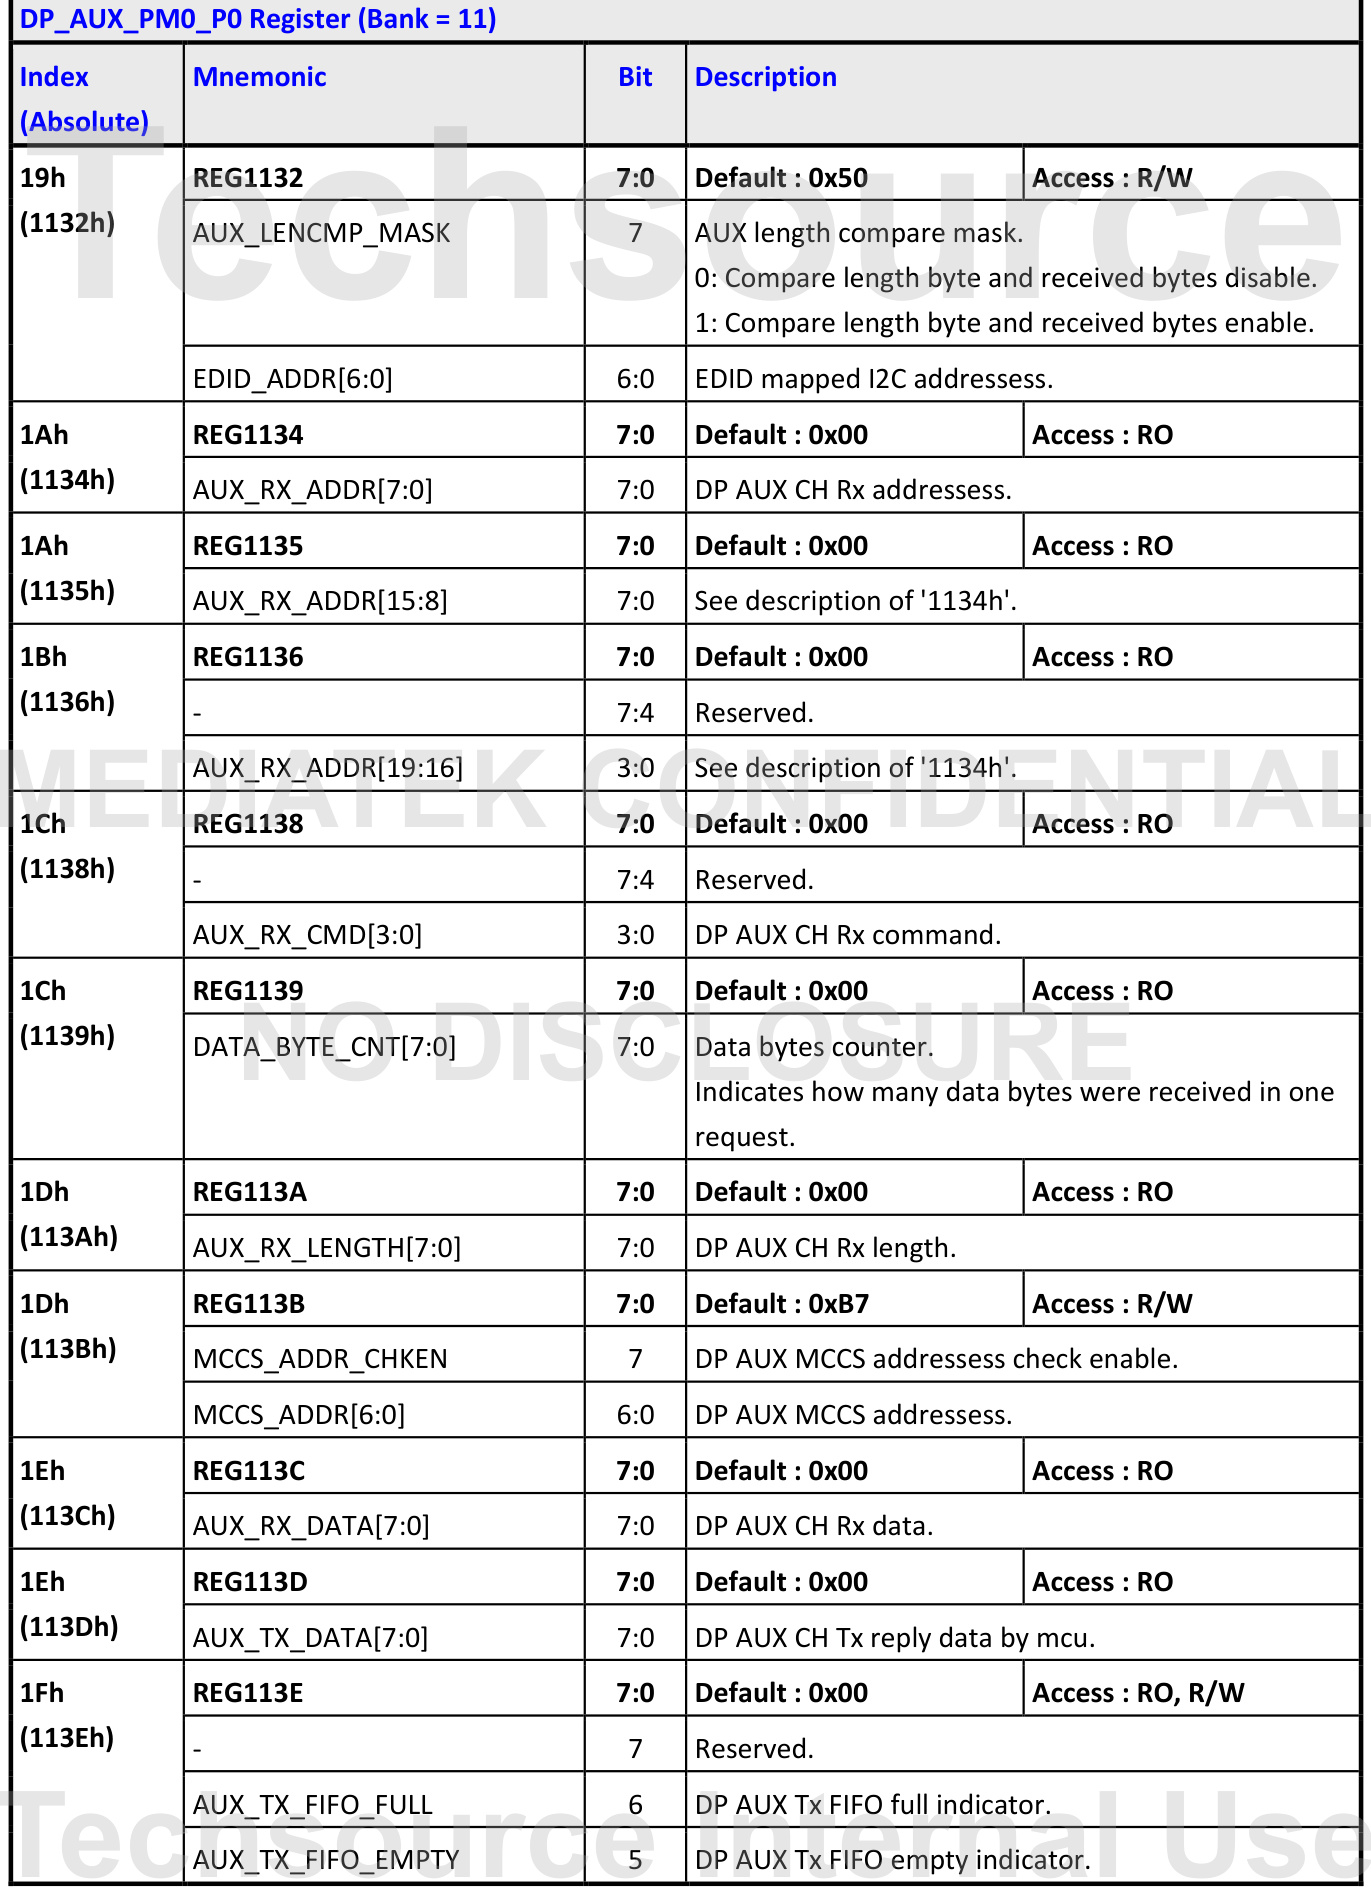 DP_AUX_PM0_P0 Register (Bank = 11)
Index (Absolute) Mnemonic Bit Description
19h (1132h) REG1132 7:0 Default : 0x50 Access : R/W
AUX_LENCMP_MASK 7 AUX length compare mask.
0: Compare length byte and received bytes disable.
1: Compare length byte and received bytes enable.
EDID_ADDR[6:0] 6:0 EDID mapped I2C addressess.
1Ah (1134h) REG1134 7:0 Default : 0x00 Access : RO
AUX_RX_ADDR[7:0] 7:0 DP AUX CH Rx addressess.
1Ah (1135h) REG1135 7:0 Default : 0x00 Access : RO
AUX_RX_ADDR[15:8] 7:0 See description of '1134h'.
1Bh (1136h) REG1136 7:0 Default : 0x00 Access : RO
- 7:4 Reserved.
AUX_RX_ADDR[19:16] 3:0 See description of '1134h'.
1Ch (1138h) REG1138 7:0 Default : 0x00 Access : RO
- 7:4 Reserved.
AUX_RX_CMD[3:0] 3:0 DP AUX CH Rx command.
1Ch (1139h) REG1139 7:0 Default : 0x00 Access : RO
DATA_BYTE_CNT[7:0] 7:0 Data bytes counter.
Indicates how many data bytes were received in one
request.
1Dh (113Ah) REG113A 7:0 Default : 0x00 Access : RO
AUX_RX_LENGTH[7:0] 7:0 DP AUX CH Rx length.
1Dh (113Bh) REG113B 7:0 Default : 0xB7 Access : R/W
MCCS_ADDR_CHKEN 7 DP AUX MCCS addressess check enable.
MCCS_ADDR[6:0] 6:0 DP AUX MCCS addressess.
1Eh (113Ch) REG113C 7:0 Default : 0x00 Access : RO
AUX_RX_DATA[7:0] 7:0 DP AUX CH Rx data.
1Eh (113Dh) REG113D 7:0 Default : 0x00 Access : RO
AUX_TX_DATA[7:0] 7:0 DP AUX CH Tx reply data by mcu.
1Fh (113Eh) REG113E 7:0 Default : 0x00 Access : RO, R/W
- 7 Reserved.
AUX_TX_FIFO_FULL 6 DP AUX Tx FIFO full indicator.
AUX_TX_FIFO_EMPTY 5 DP AUX Tx FIFO empty indicator.
Techsource
MEDIATEK CONFIDENTIAL
NO DISCLOSURE
Techsource Internal Use